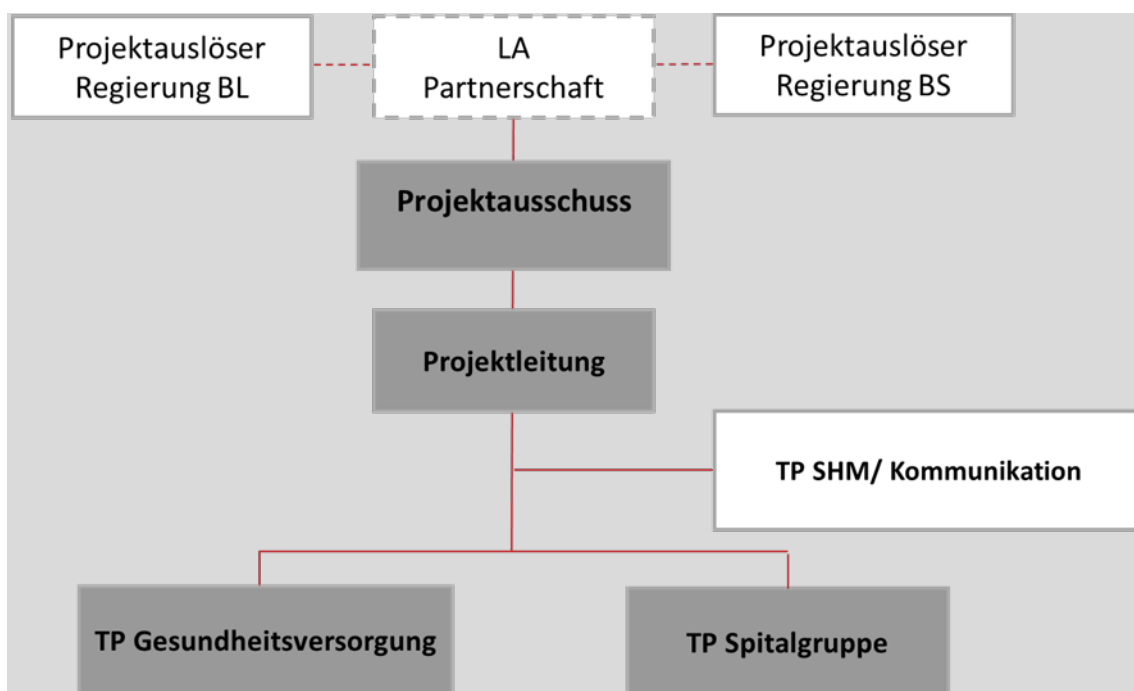 Projektauslöser
Regierung BL
LA
Partnerschaft
Projektauslöser
Regierung BS
Projektausschuss
Projektleitung
TP SHM/ Kommunikation
TP Gesundheitsversorgung
TP Spitalgruppe